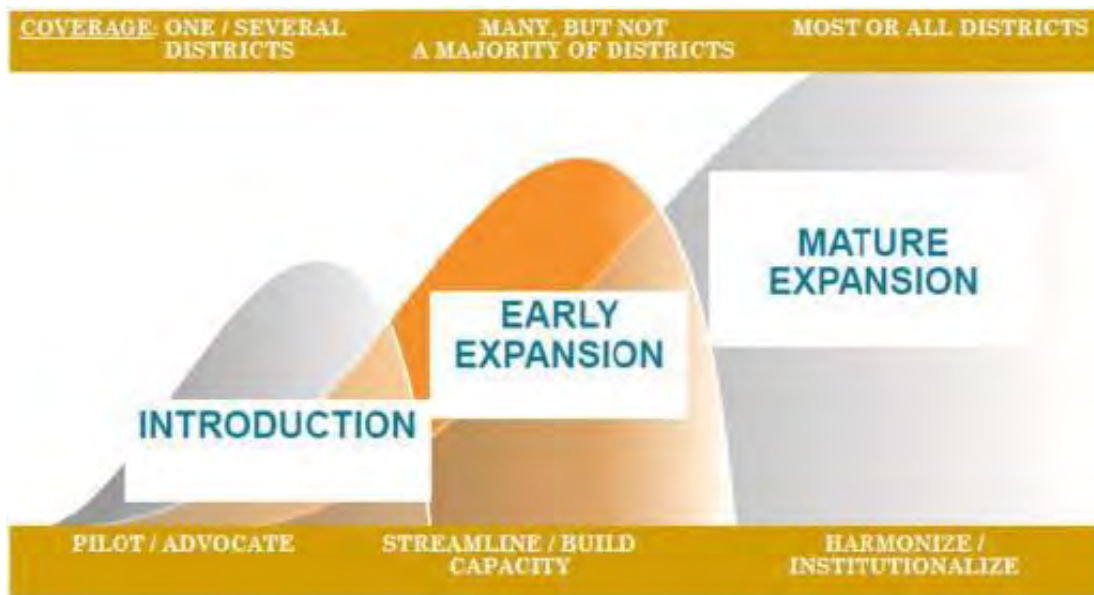 COVERAGE: ONE / SEVERAL
DISTRICTS
MANY, BUT NOT
A MAJORITY OF DISTRICTS
MOST OR ALL DISTRICTS
INTRODUCTION
EARLY
EXPANSION
MATURE
EXPANSION
PILOT / ADVOCATE
STREAMLINE / BUILD
CAPACITY
HARMONIZE /
INSTITUTIONALIZE